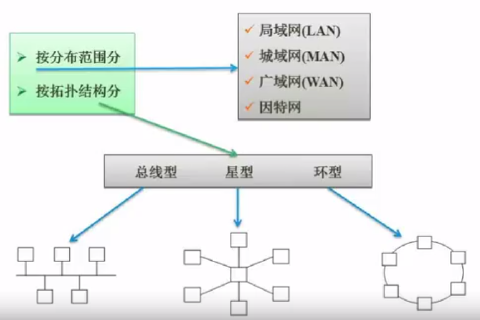 按分布范围分
按拓扑结构分
局域网(LAN)
城域网(MAN)
广域网(WAN)
因特网
总线型 星型 环型